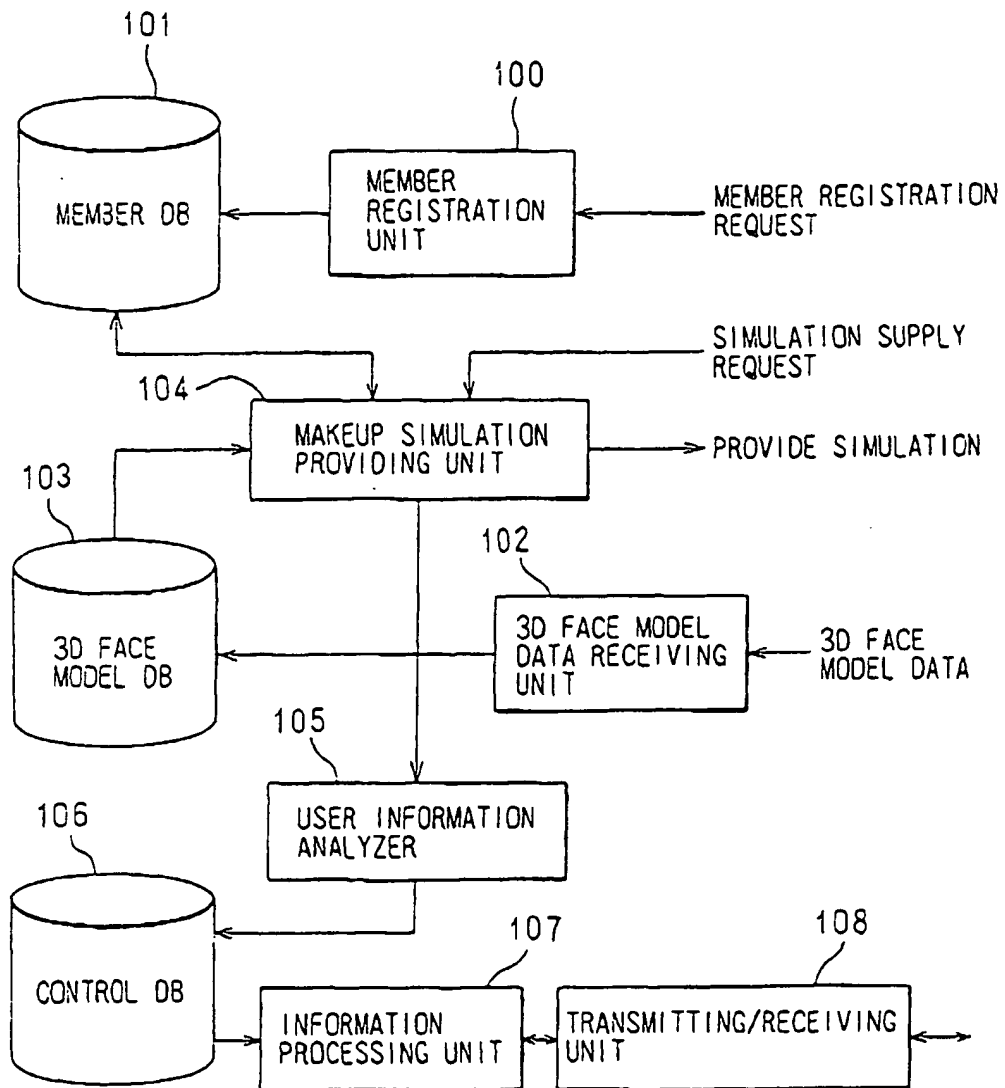 101
100
MEMBER DB
MEMBER
REGISTRATION
UNIT
MEMBER REGISTRATION
REQUEST
SIMULATION SUPPLY
REQUEST
104
MAKEUP SIMULATION
PROVIDING UNIT
PROVIDE SIMULATION
103
102
3D FACE
MODEL DB
3D FACE MODEL
DATA RECEIVING
UNIT
3D FACE
MODEL DATA
105
USER INFORMATION
ANALYZER
106
107
108
CONTROL DB
INFORMATION
PROCESSING UNIT
TRANSMITTING/RECEIVING
UNIT